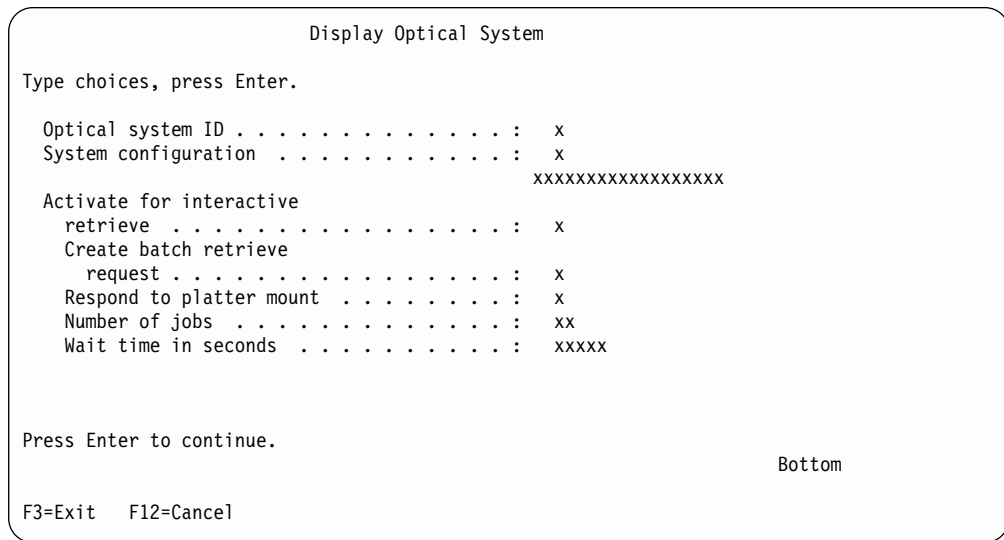 Display Optical System
Type choices, press Enter.
Optical system ID . . . . . . . . . . . . . : x
System configuration . . . . . . . . . . . : x
xxxxxxxxxxxxxxxxxx
Activate for interactive
retrieve . . . . . . . . . . . . . . . . : x
Create batch retrieve
request . . . . . . . . . . . . . . . . : x
Respond to platter mount . . . . . . . . : x
Number of jobs . . . . . . . . . . . . . : xx
Wait time in seconds . . . . . . . . . . : xxxxx
Press Enter to continue.
Bottom
F3=Exit F12=Cancel